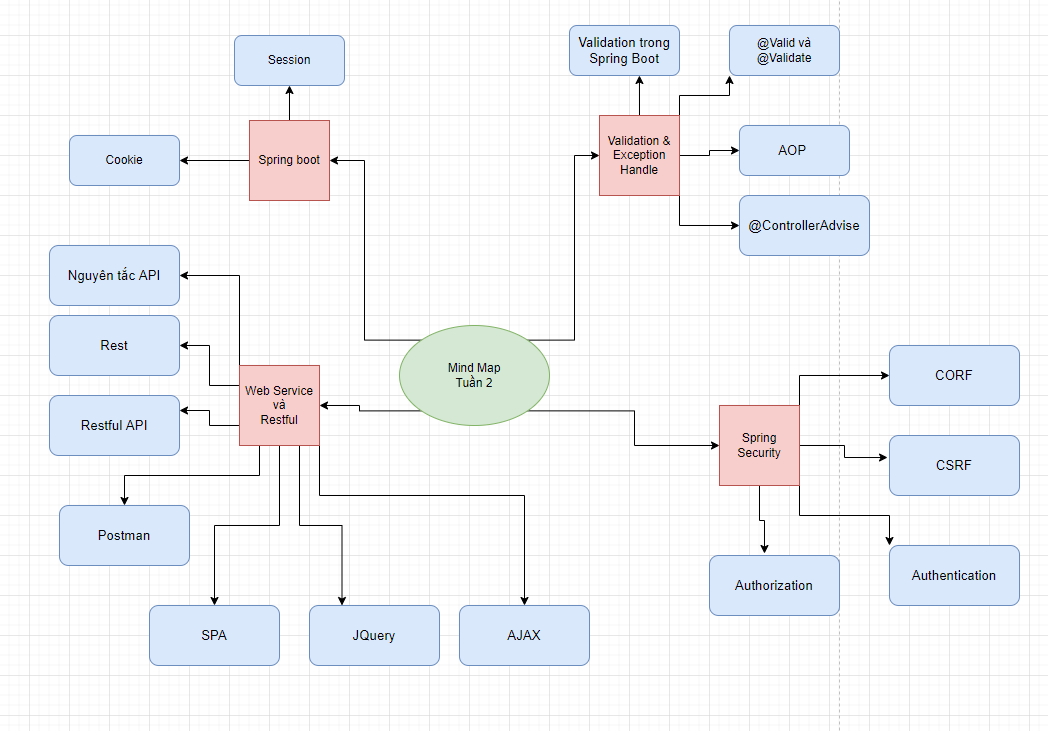 Session
Validation trong
Spring Boot
@Valid và
@Validate
Cookie
Spring boot
Validation &
Exception
Handle
AOP
@ControllerAdvise
Nguyên tắc API
Rest
Restful API
Web Service
và
Restful
Mind Map
Tuần 2
Spring
Security
CORF
CSRF
Postman
Authorization
Authentication
SPA
JQuery
AJAX